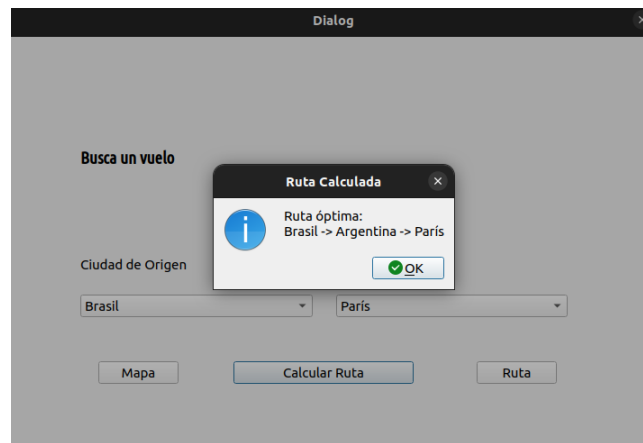 Dialog
Busca un vuelo
Ruta Calculada
Ruta óptima:
Brasil -> Argentina -> París
OK
Ciudad de Origen
Brasil
París
Mapa
Calcular Ruta
Ruta